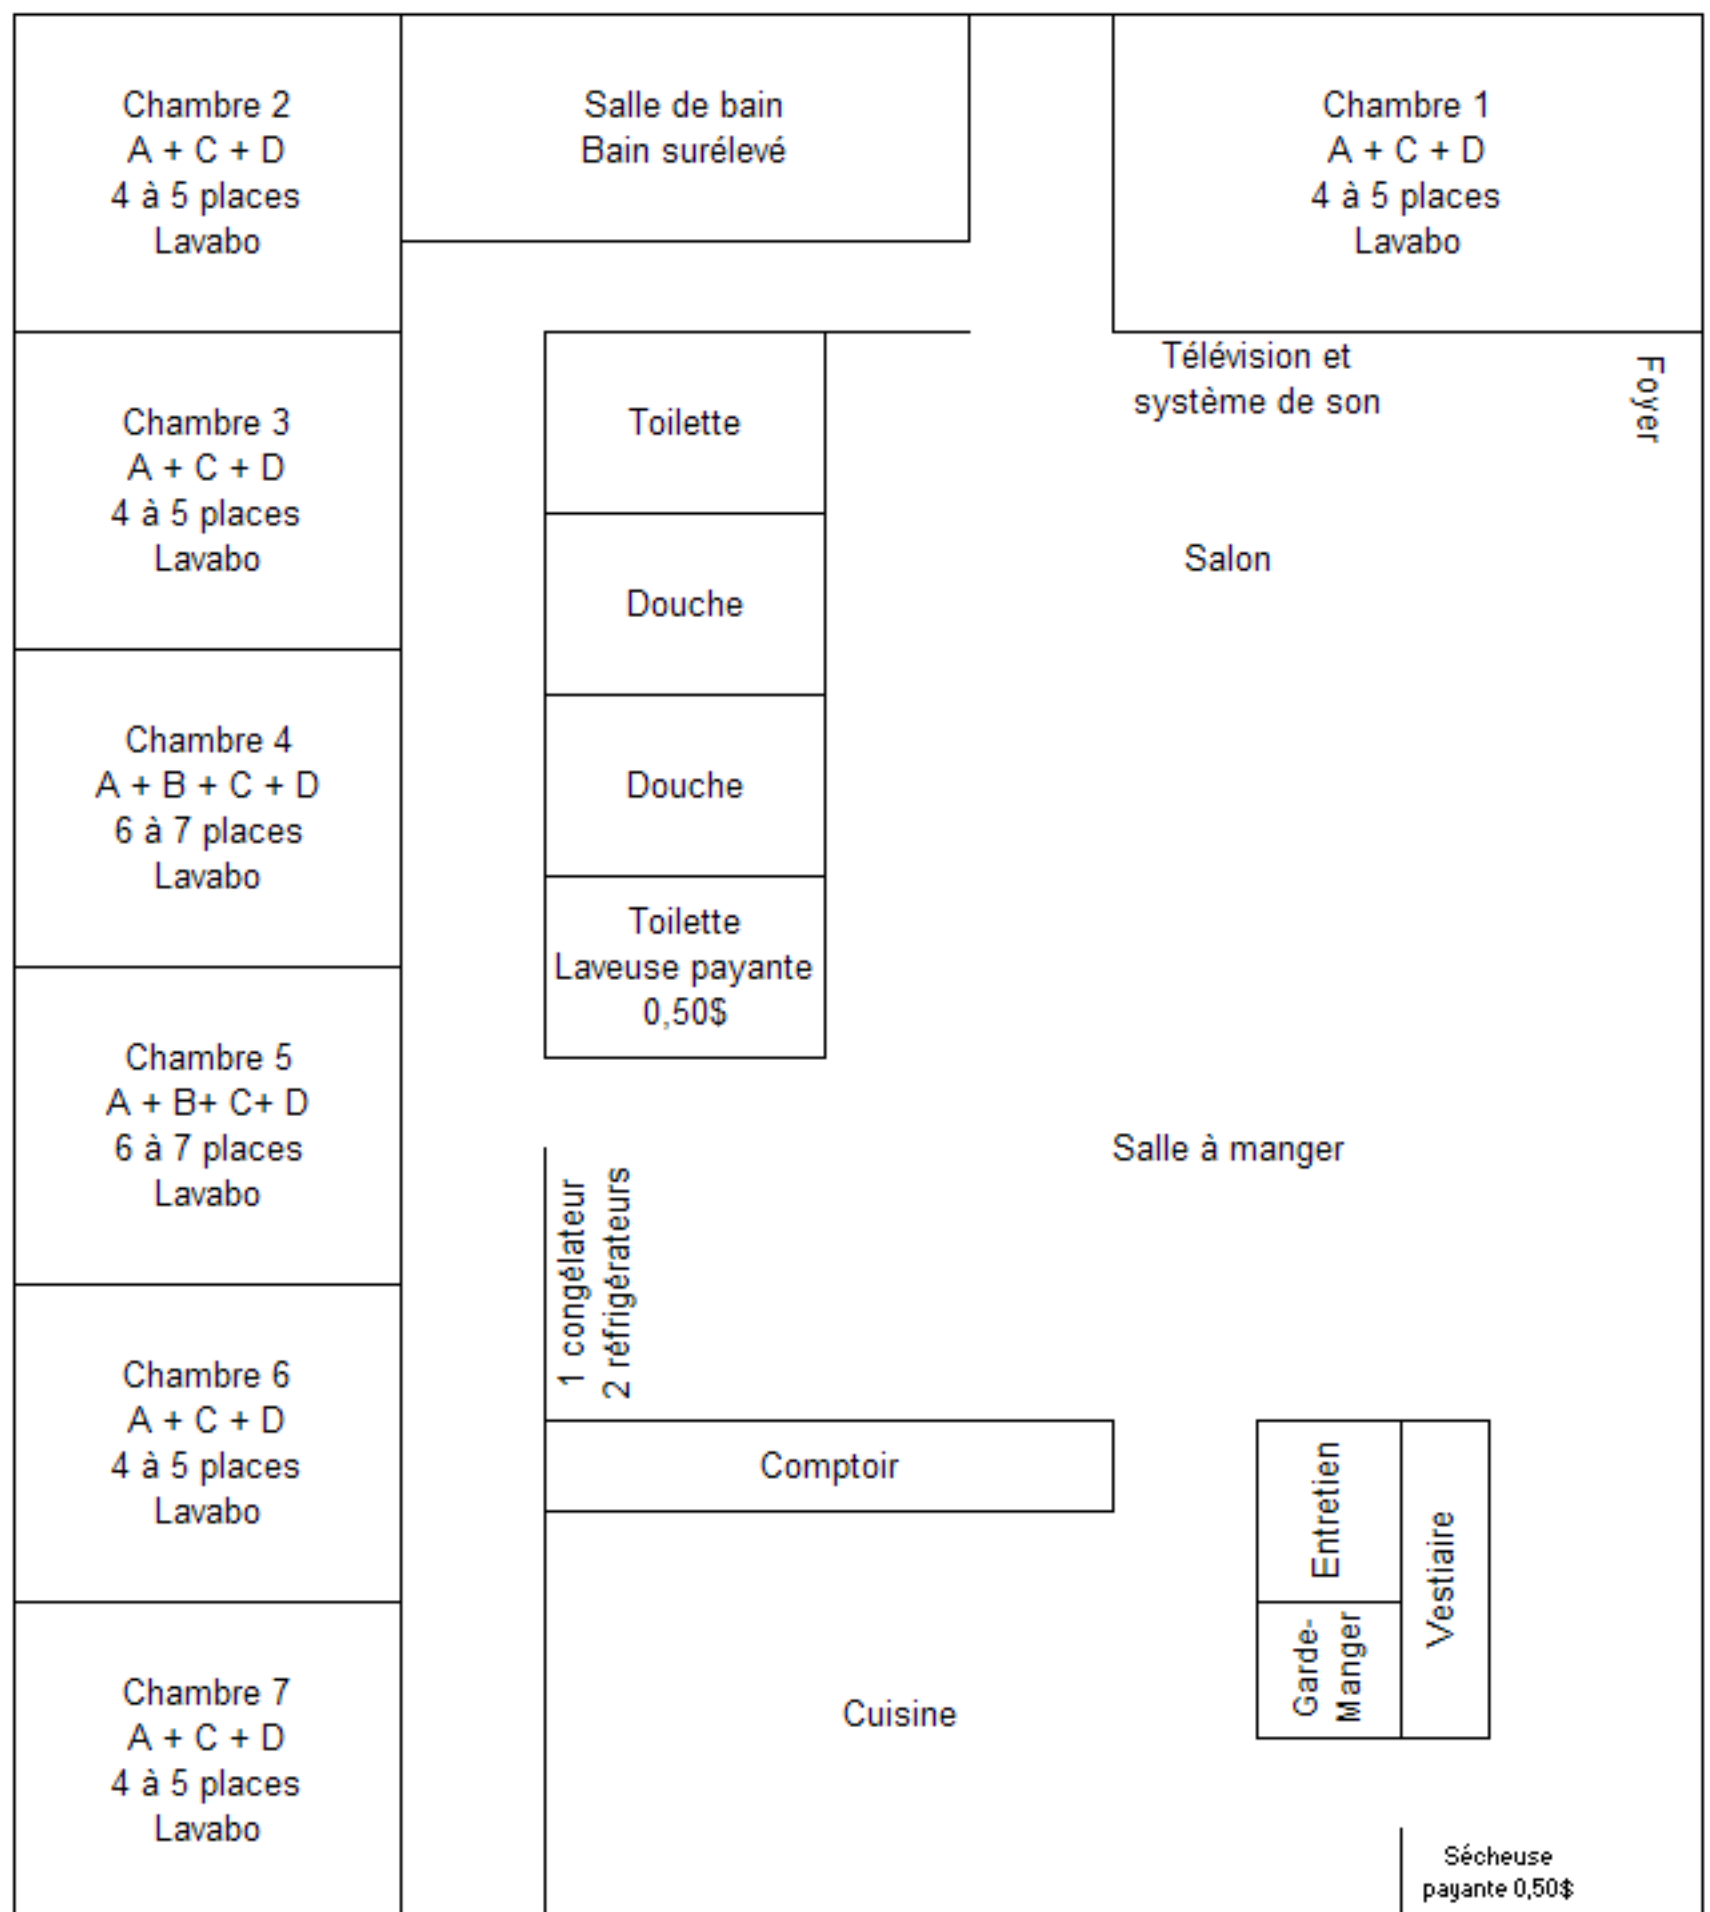 Chambre 2
A + C + D
4 à 5 places
Lavabo
Salle de bain
Bain surélevé
Chambre 1
A + C + D
4 à 5 places
Lavabo
Télévision et
système de son
Foyer
Chambre 3
A + C + D
4 à 5 places
Lavabo
Toilette
Salon
Douche
Chambre 4
A + B + C + D
6 à 7 places
Lavabo
Douche
Toilette
Laveuse payante
0,50$
Chambre 5
A + B+ C+ D
6 à 7 places
Lavabo
Salle à manger
1 congélateur
2 réfrigérateurs
Chambre 6
A + C + D
4 à 5 places
Lavabo
Comptoir
Entretien
Vestiaire
Garde-
Manger
Chambre 7
A + C + D
4 à 5 places
Lavabo
Cuisine
Sécheuse
payante 0,50$